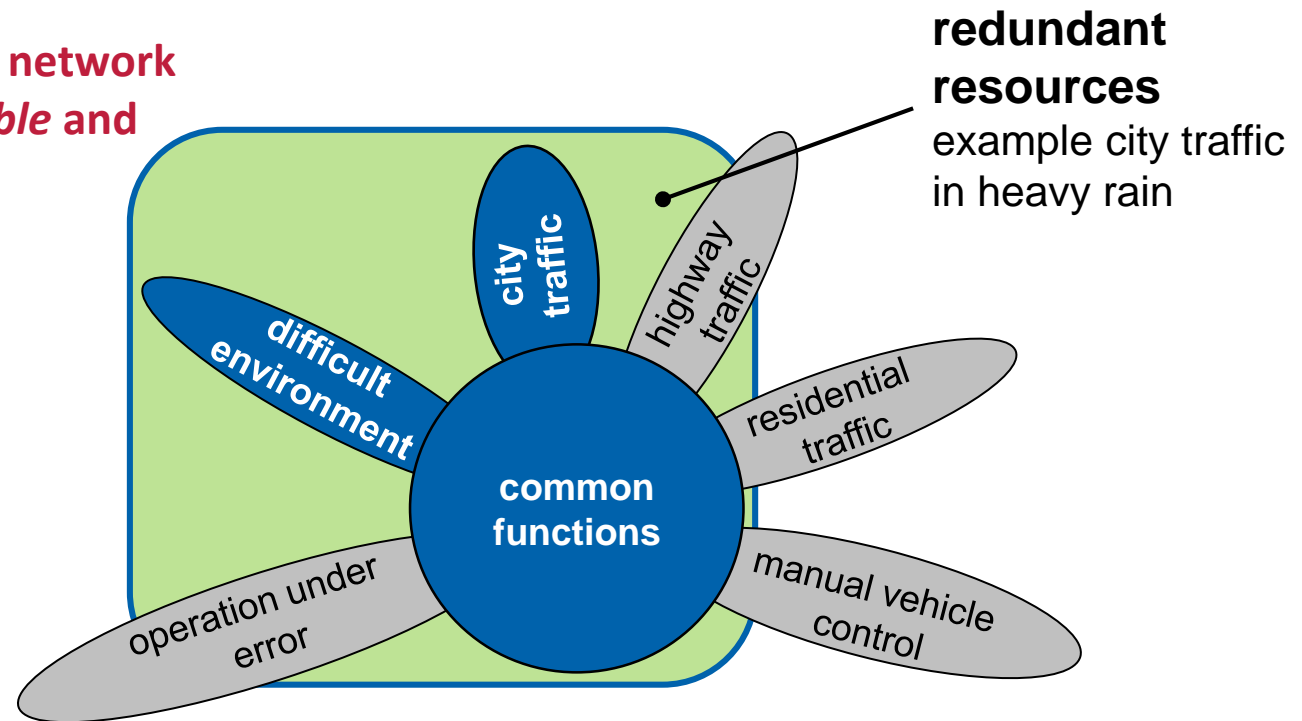 network
ble and
redundant
resources
example city traffic
in heavy rain
city
traffic
highway
traffic
difficult
environment
residential
traffic
common
functions
operation under
error
manual vehicle
control